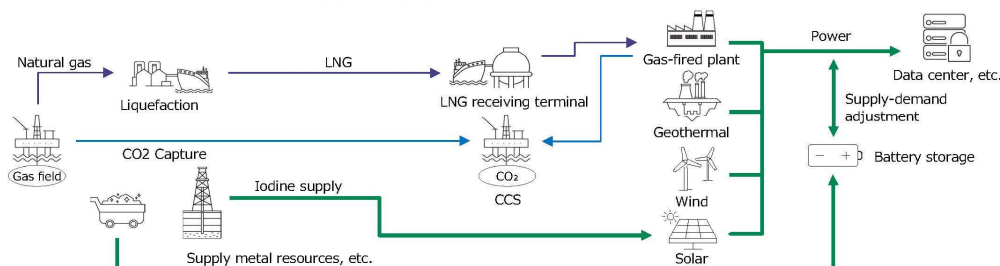 Power
Natural gas
LNG
Gas-fired plant
Data center, etc.
Liquefaction
LNG receiving terminal
Supply-demand
adjustment
Geothermal
CO2 Capture
Gas field
CO₂
− +
Battery storage
Iodine supply
CCS
Wind
Supply metal resources, etc.
Solar